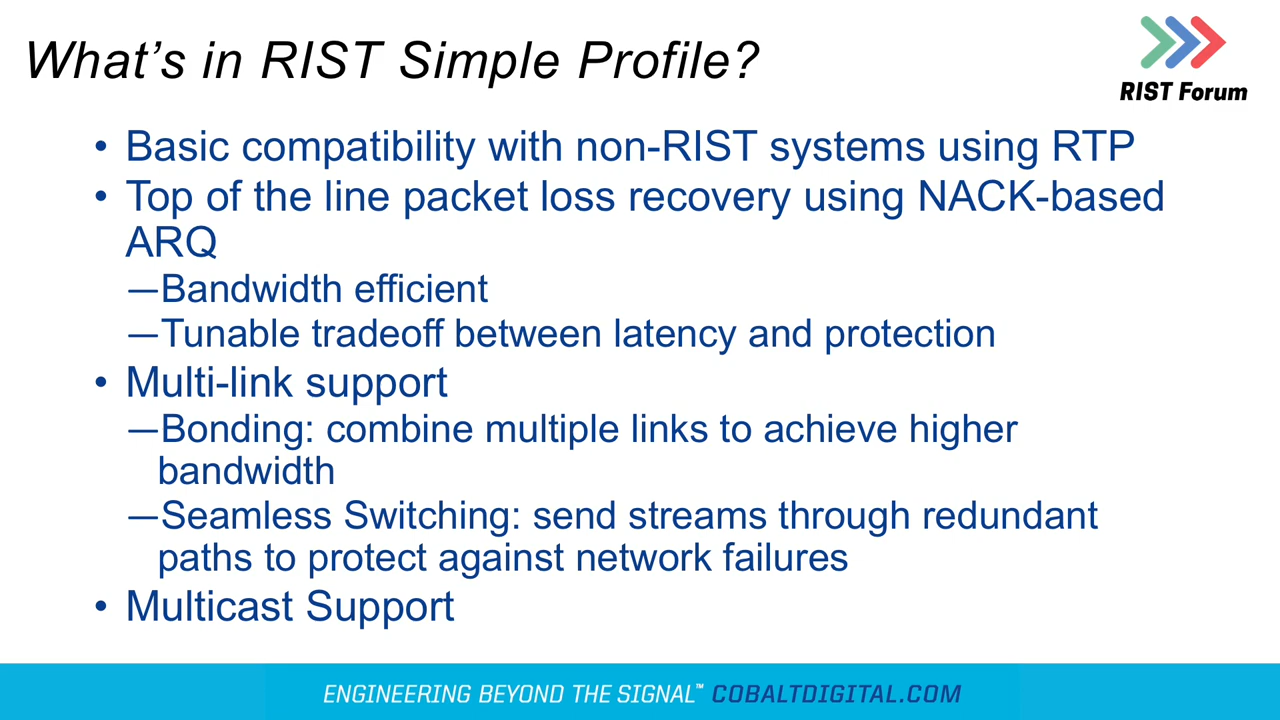 What's in RIST Simple Profile?
RIST Forum
• Basic compatibility with non-RIST systems using RTP
• Top of the line packet loss recovery using NACK-based
ARQ
—Bandwidth efficient
—Tunable tradeoff between latency and protection
• Multi-link support
—Bonding: combine multiple links to achieve higher
bandwidth
—Seamless Switching: send streams through redundant
paths to protect against network failures
• Multicast Support
ENGINEERING BEYOND THE SIGNAL™ COBALTDIGITAL.COM